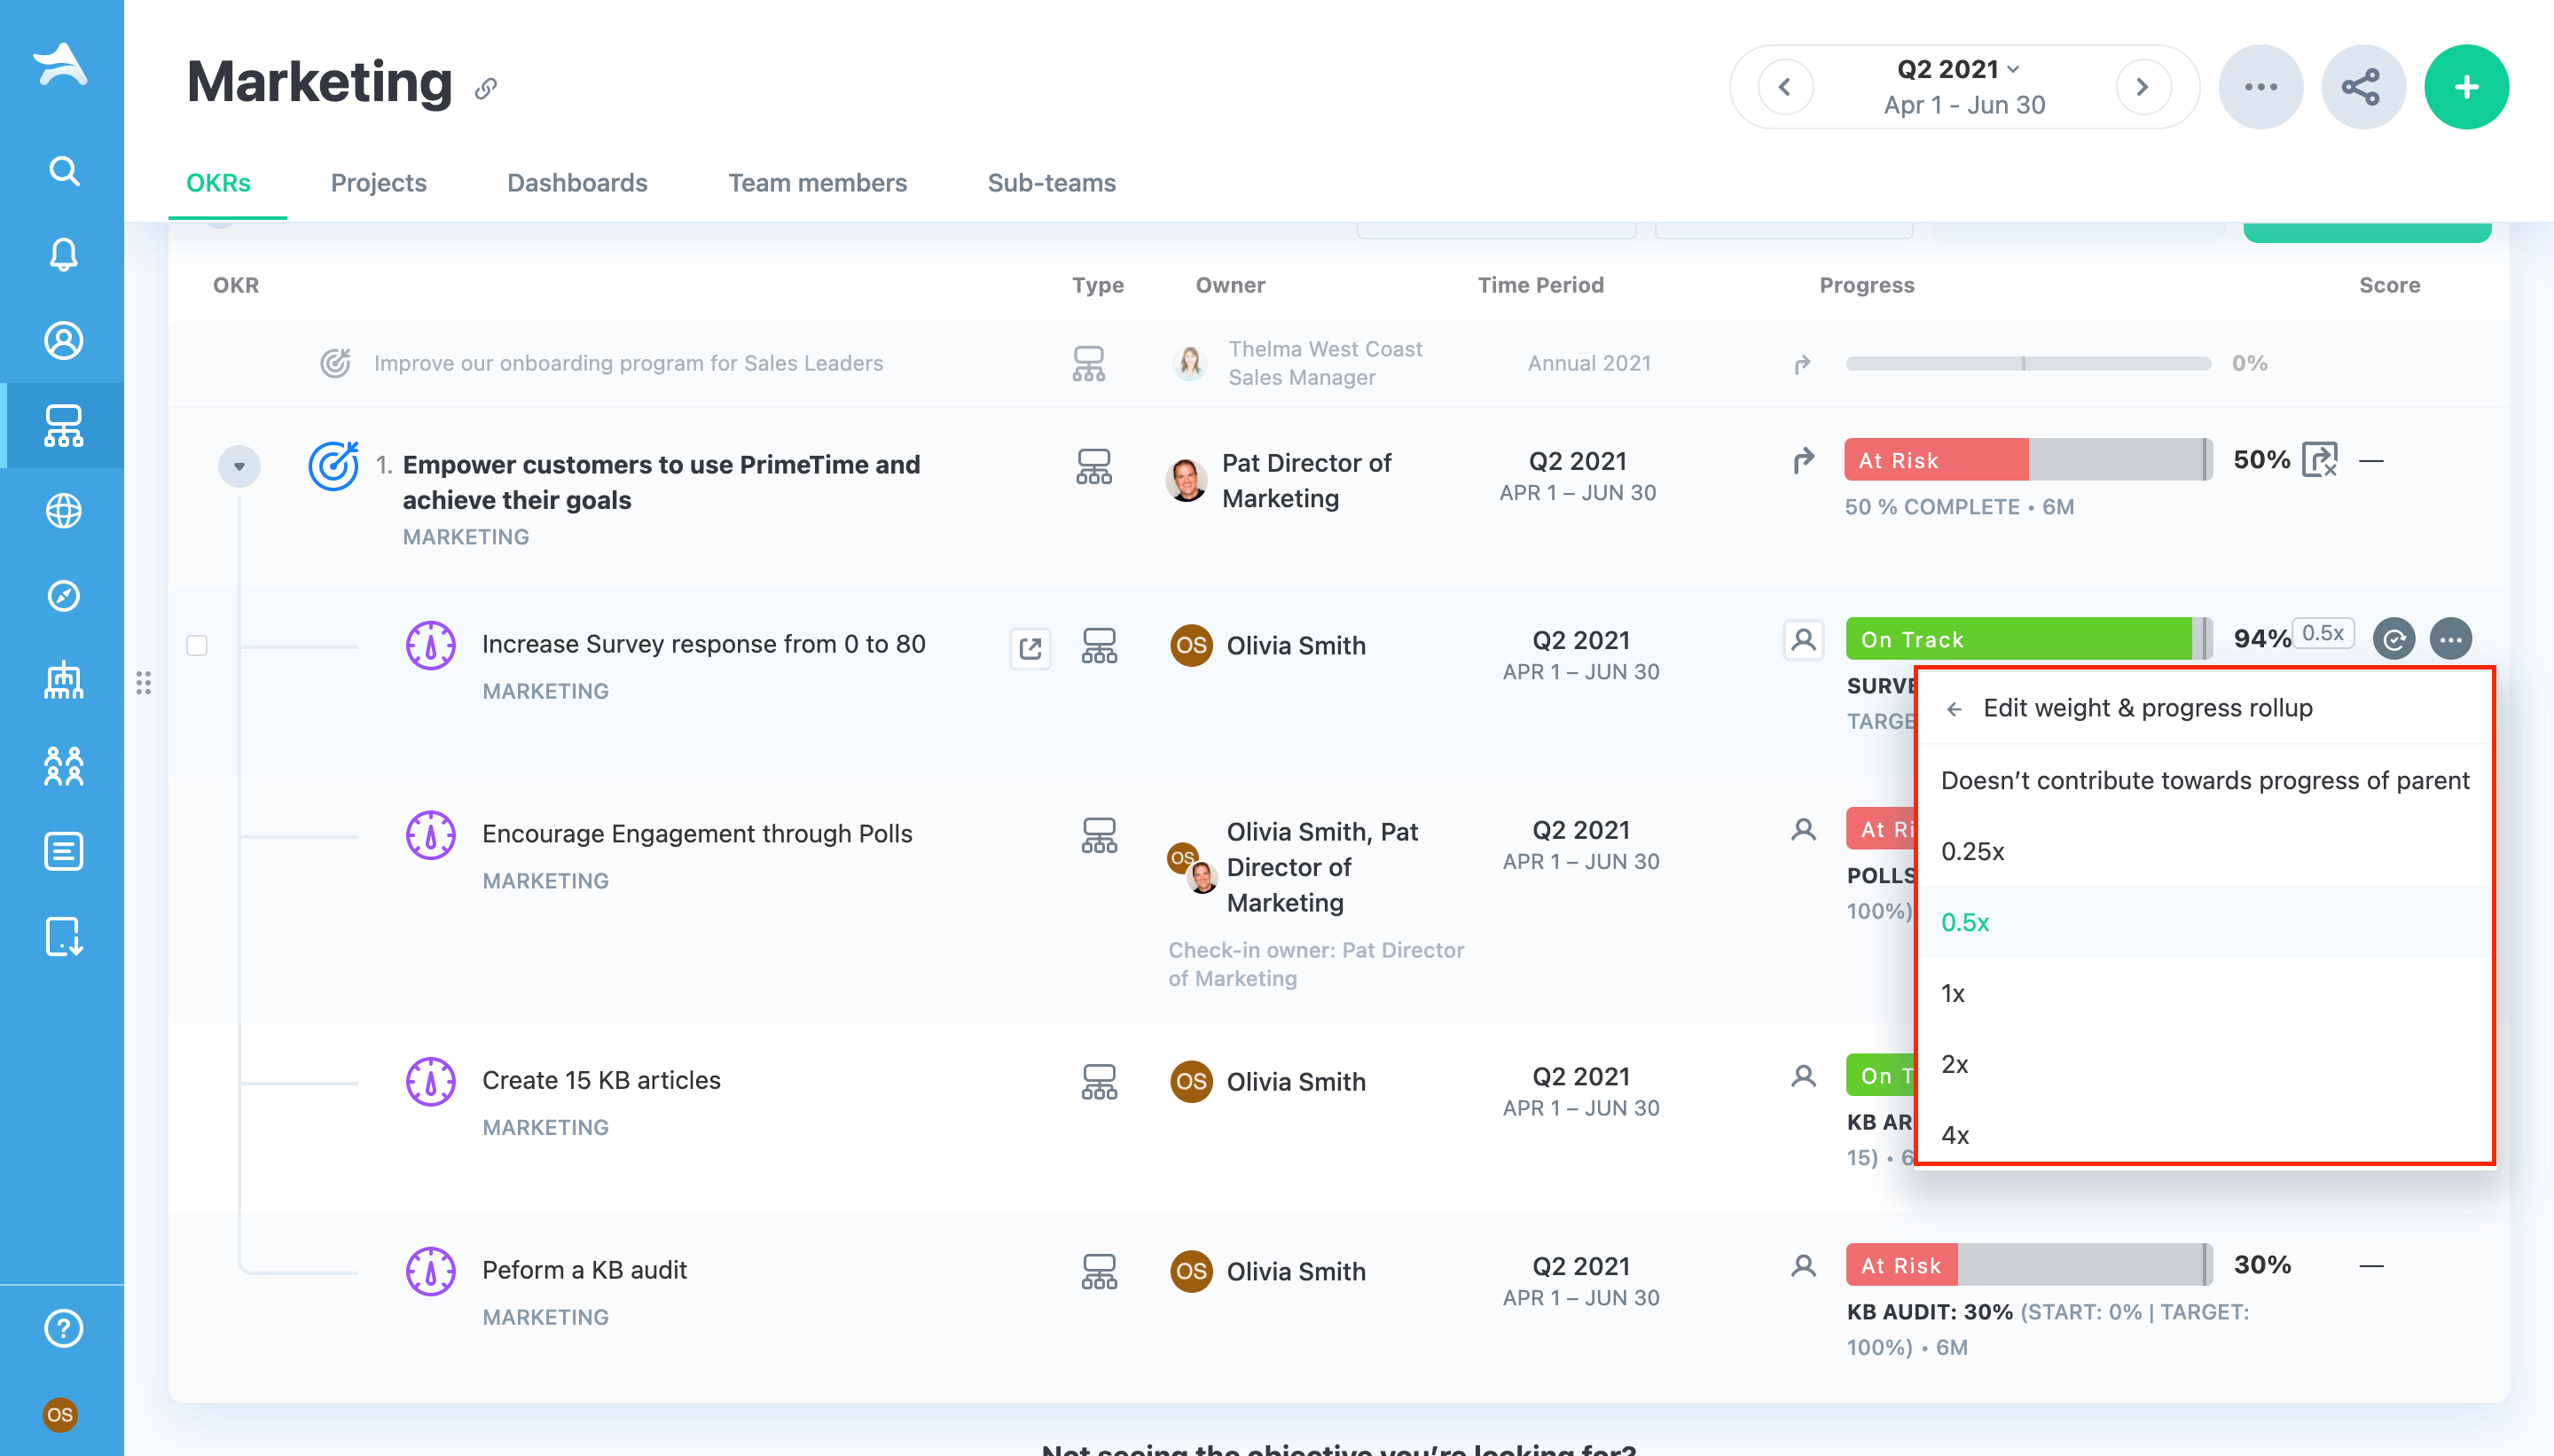 Marketing
Q2 2021
Apr 1 - Jun 30
OKRs
Projects
Dashboards
Team members
Sub-teams
OKR
Type
Owner
Time Period
Progress
Score
Improve our onboarding program for Sales Leaders
Thelma West Coast
Sales Manager
Annual 2021
0%
1. Empower customers to use PrimeTime and
achieve their goals
MARKETING
Pat Director of
Marketing
Q2 2021
APR 1 – JUN 30
At Risk
50%
—
50 % COMPLETE • 6M
Increase Survey response from 0 to 80
MARKETING
OS
Olivia Smith
Q2 2021
APR 1 – JUN 30
On Track
94%
0.5x
SURVE
TARGE
Edit weight & progress rollup
Doesn't contribute towards progress of parent
0.25x
0.5x
1x
2x
4x
Encourage Engagement through Polls
MARKETING
OS
Olivia Smith, Pat
Director of
Marketing
Check-in owner: Pat Director
of Marketing
Q2 2021
APR 1 – JUN 30
At Ri
POLLS
100%)
Create 15 KB articles
MARKETING
OS
Olivia Smith
Q2 2021
APR 1 – JUN 30
On T
KB AR
15) • 6
Peform a KB audit
MARKETING
OS
Olivia Smith
Q2 2021
APR 1 – JUN 30
At Risk
30%
—
KB AUDIT: 30% (START: 0% | TARGET:
100%) • 6M
OS
Not seeing the objective you're looking for?